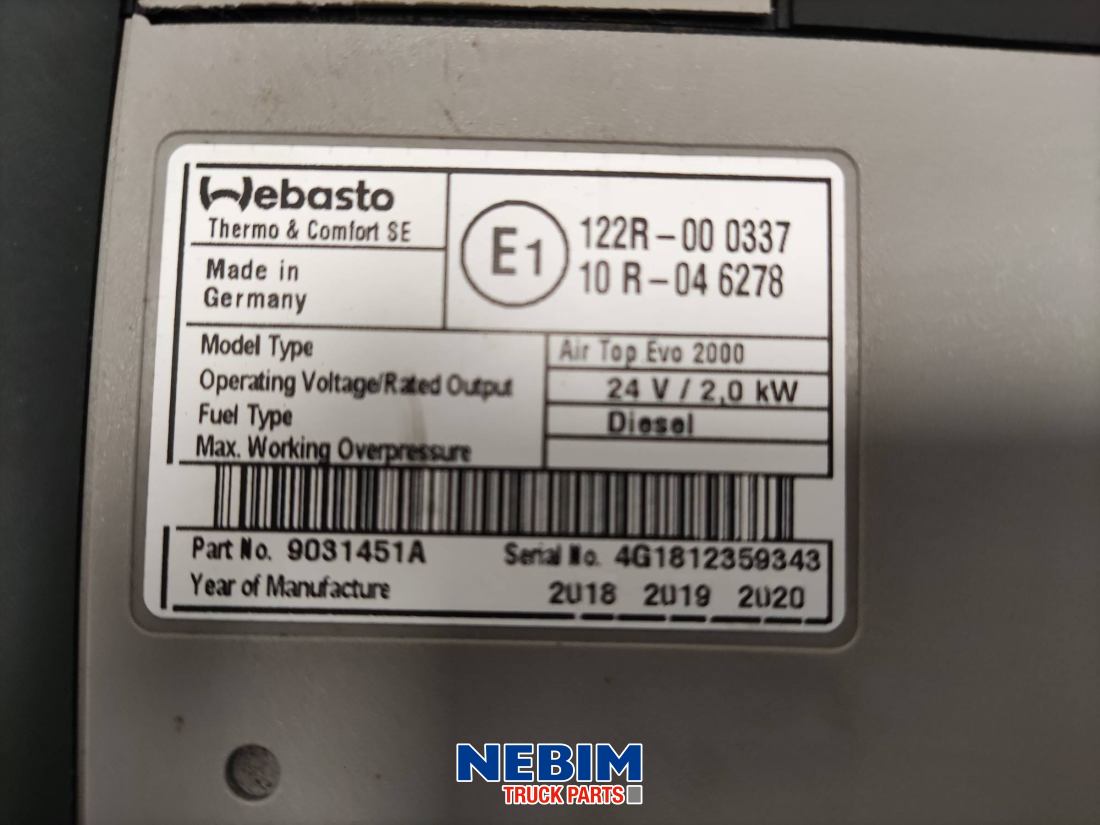 Webasto
Thermo & Comfort SE
Made in
Germany
E1
122R-00 0337
10 R-04 6278
Model Type Air Top Evo 2000
Operating Voltage/Rated Output 24 V / 2,0 kW
Fuel Type Diesel
Max. Working Overpressure
Part No. 9031451A Serial No. 4G1812359343
Year of Manufacture 2018 2019 2020
NEBIM
TRUCK PARTS